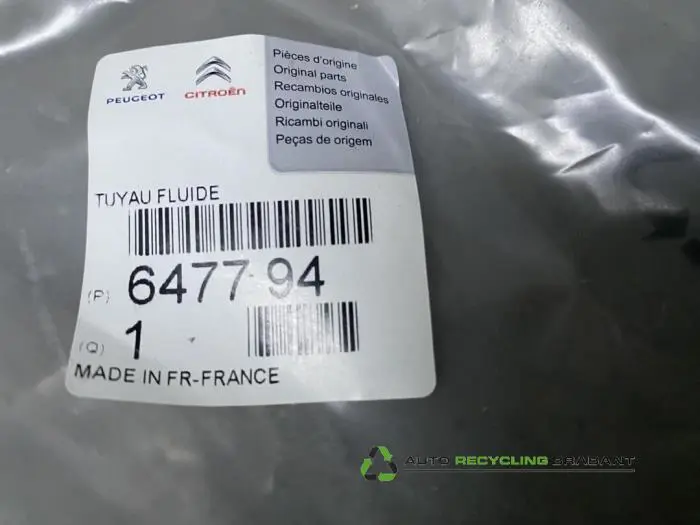 PEUGEOT
CITROËN
Pièces d'origine
Original parts
Recambios originales
Originalteile
Ricambi originali
Peças de origem
TUYAU FLUIDE
(P) 6477 94
(Q) 1
MADE IN FR-FRANCE
AUTO RECYCLING BRABANT